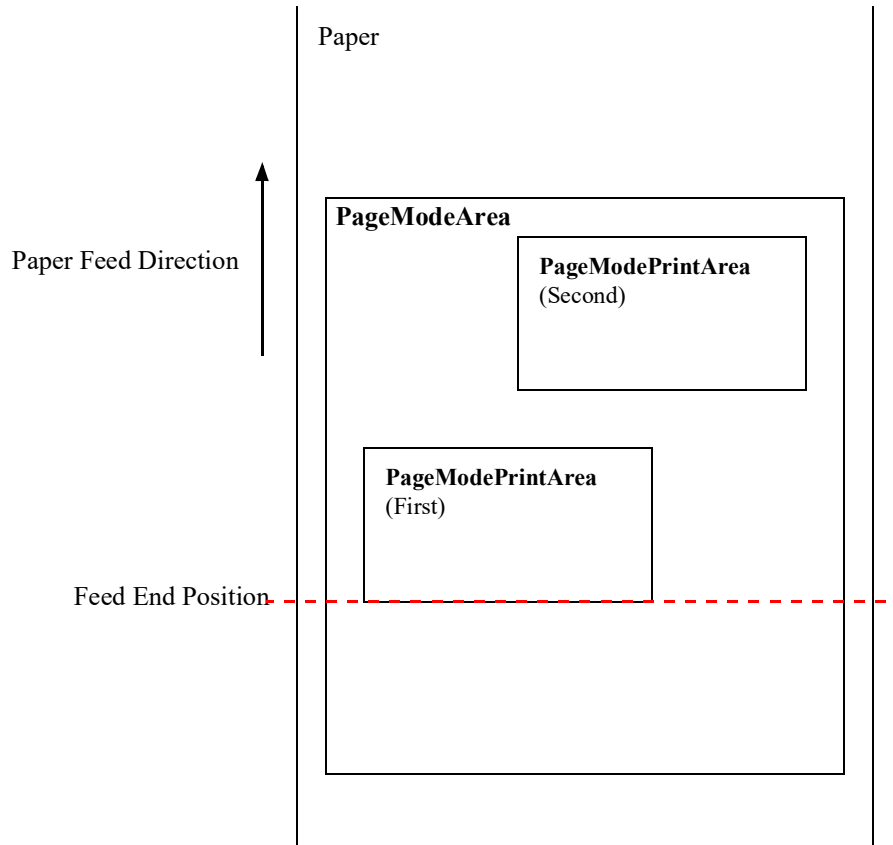 Paper
PageModeArea
Paper Feed Direction
PageModePrintArea
(Second)
PageModePrintArea
(First)
Feed End Position